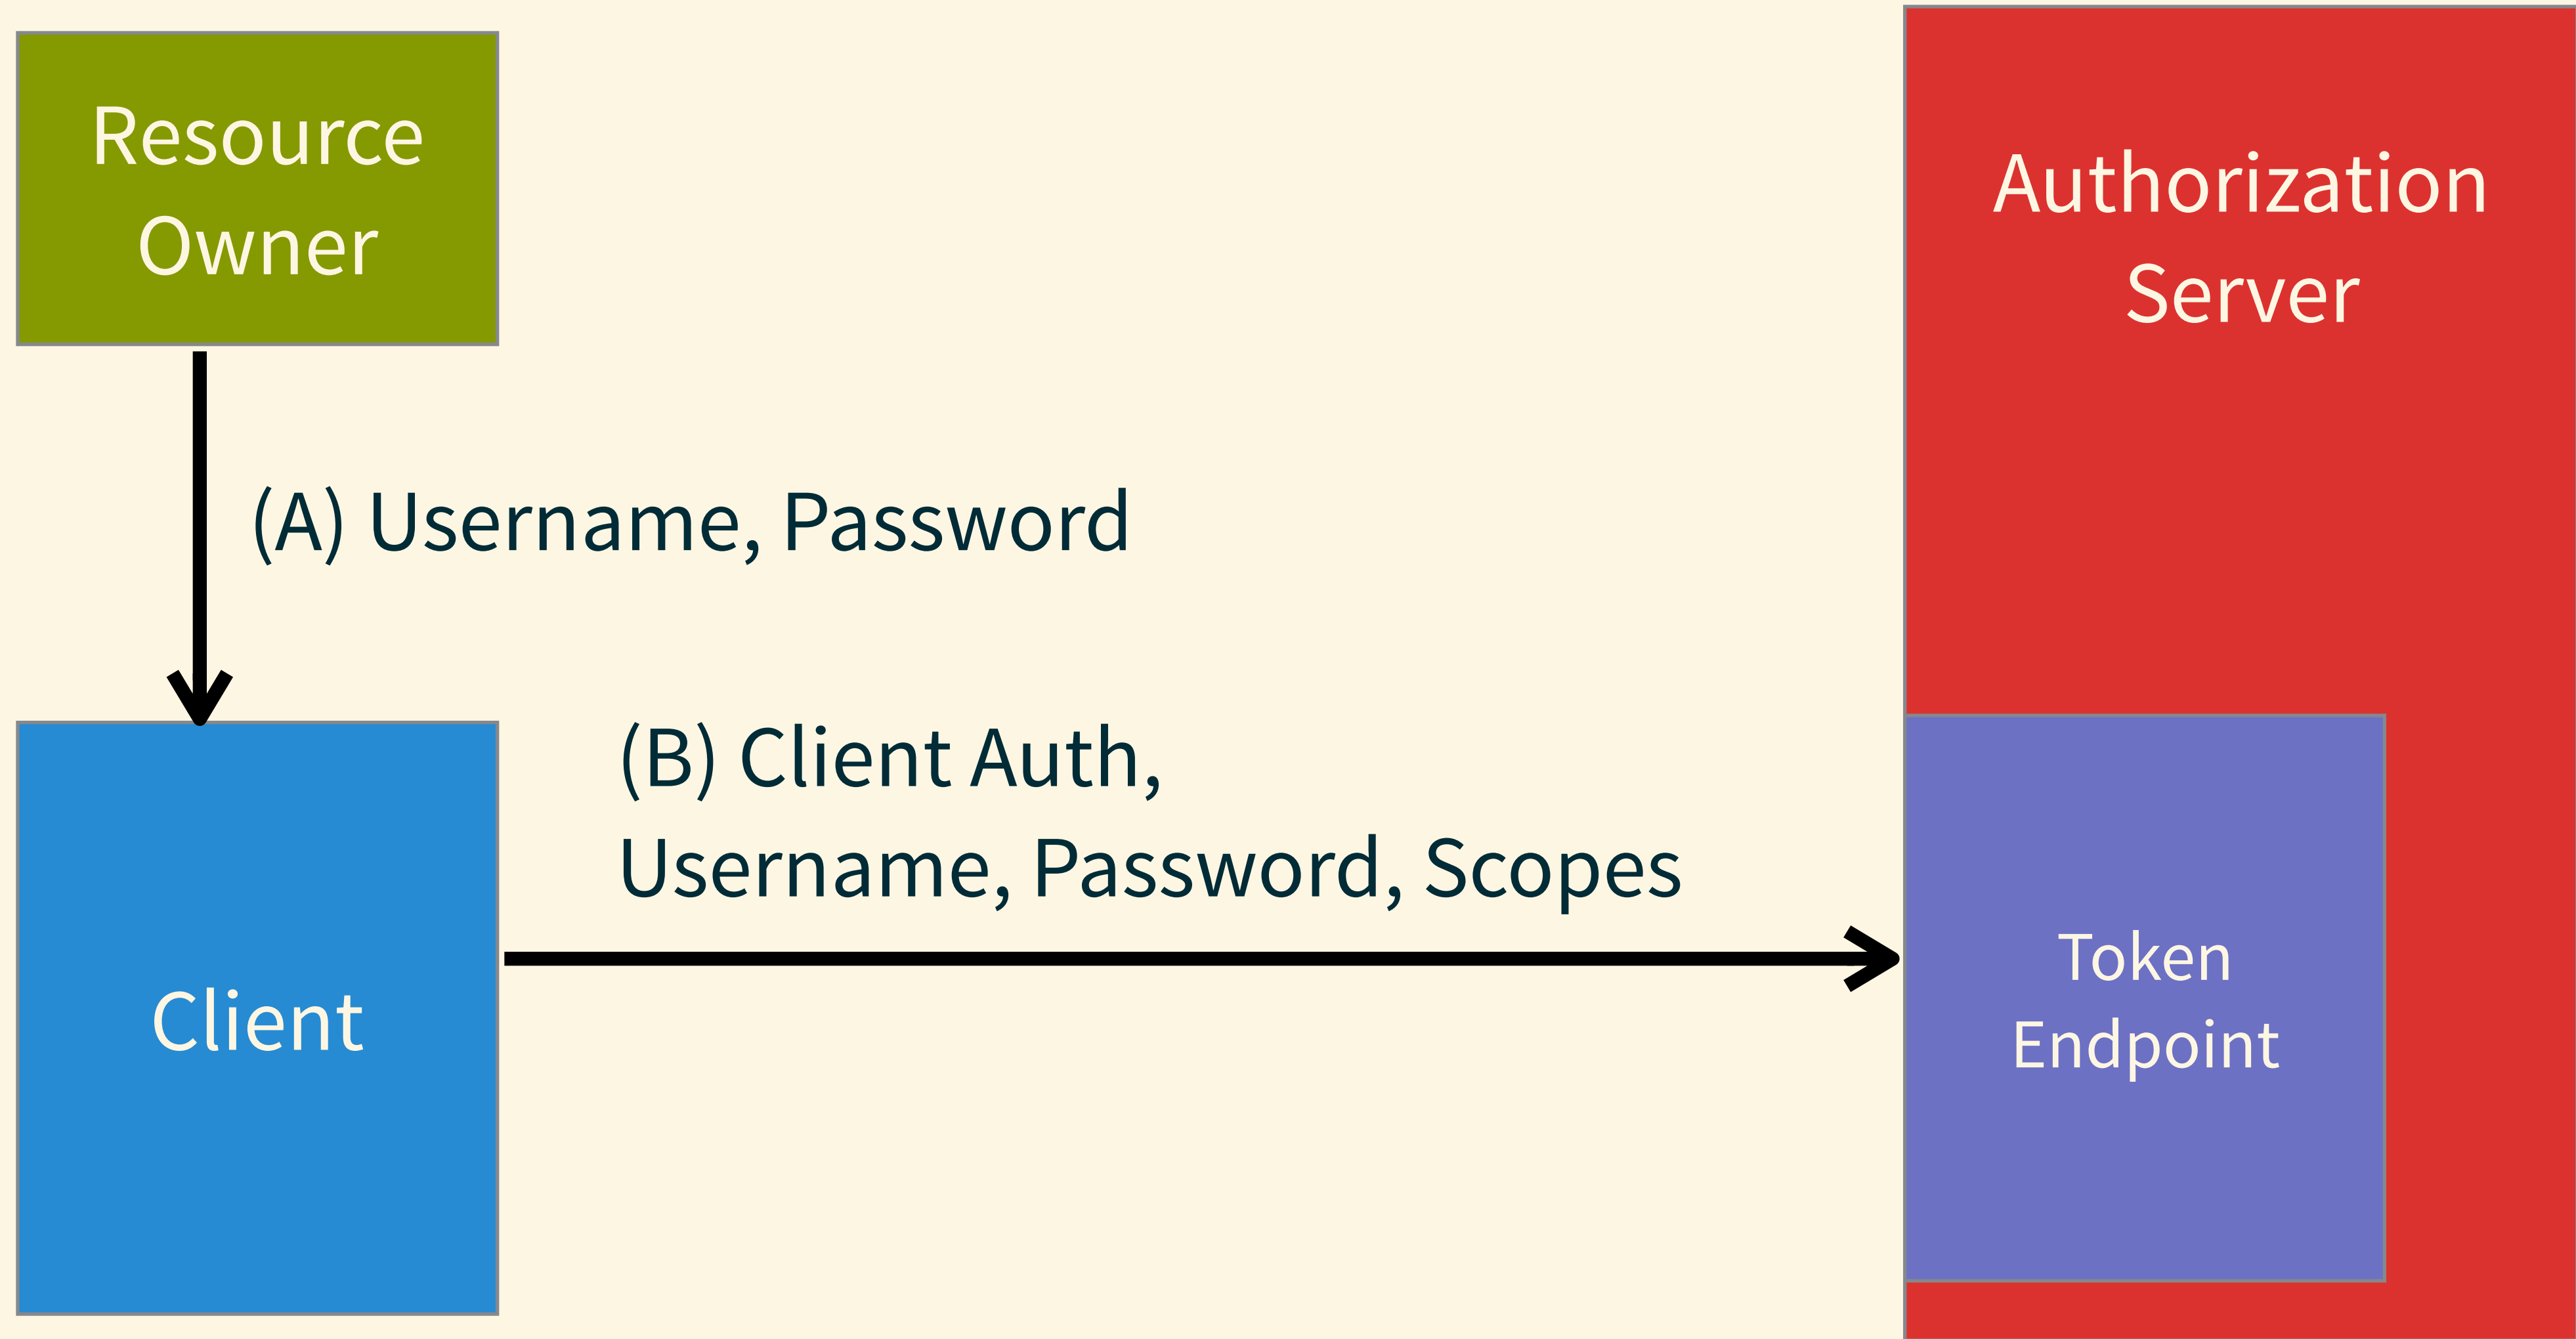 Resource
Owner
Authorization
Server
(A) Username, Password
(B) Client Auth,
Username, Password, Scopes
Client
Token
Endpoint